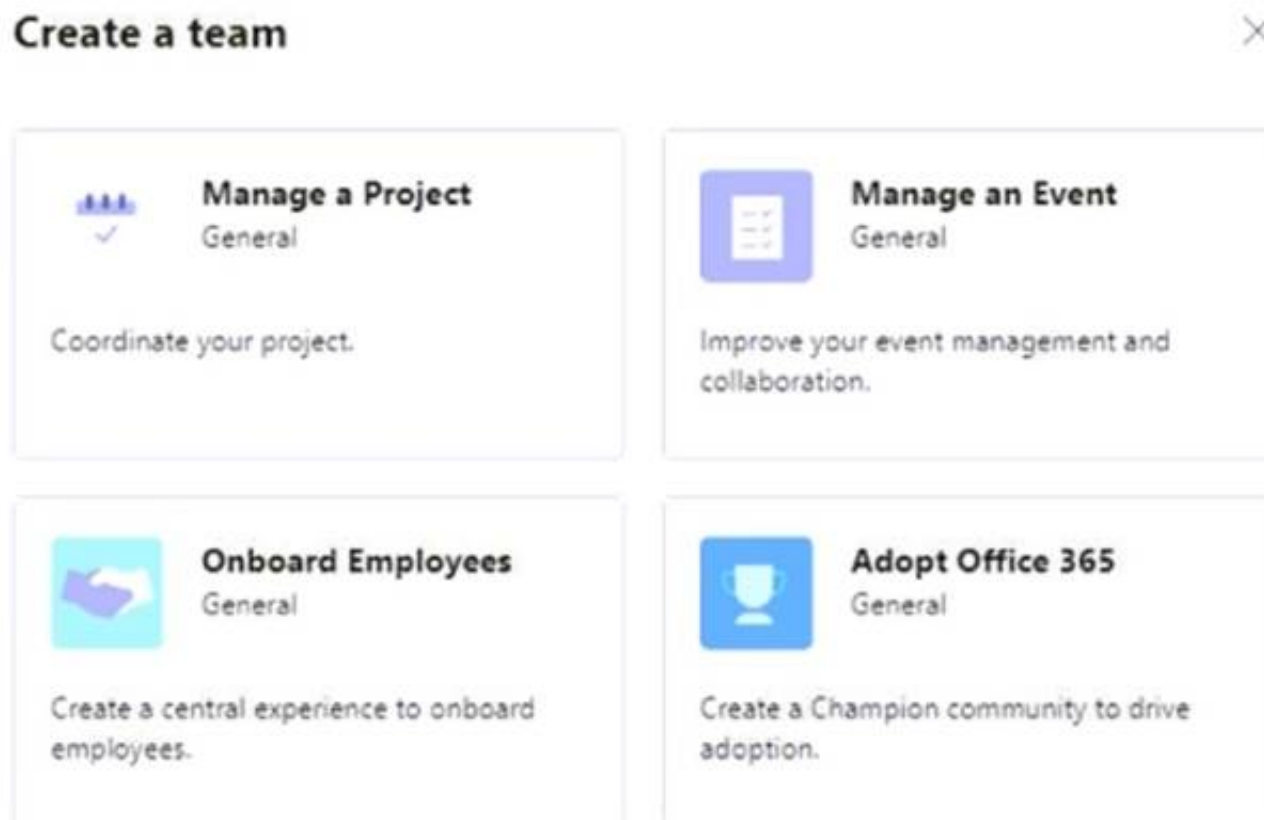 Create a team
Manage a Project
General
Coordinate your project.
Manage an Event
General
Improve your event management and
collaboration.
Onboard Employees
General
Create a central experience to onboard
employees.
Adopt Office 365
General
Create a Champion community to drive
adoption.